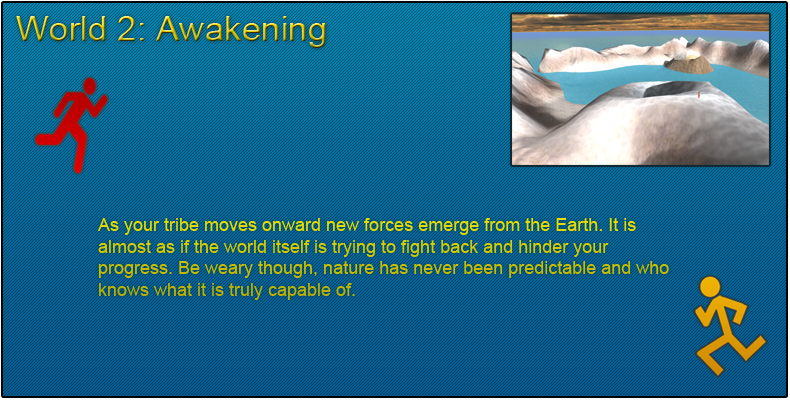 World 2: Awakening
As your tribe moves onward new forces emerge from the Earth. It is
almost as if the world itself is trying to fight back and hinder your
progress. Be weary though, nature has never been predictable and who
knows what it is truly capable of.